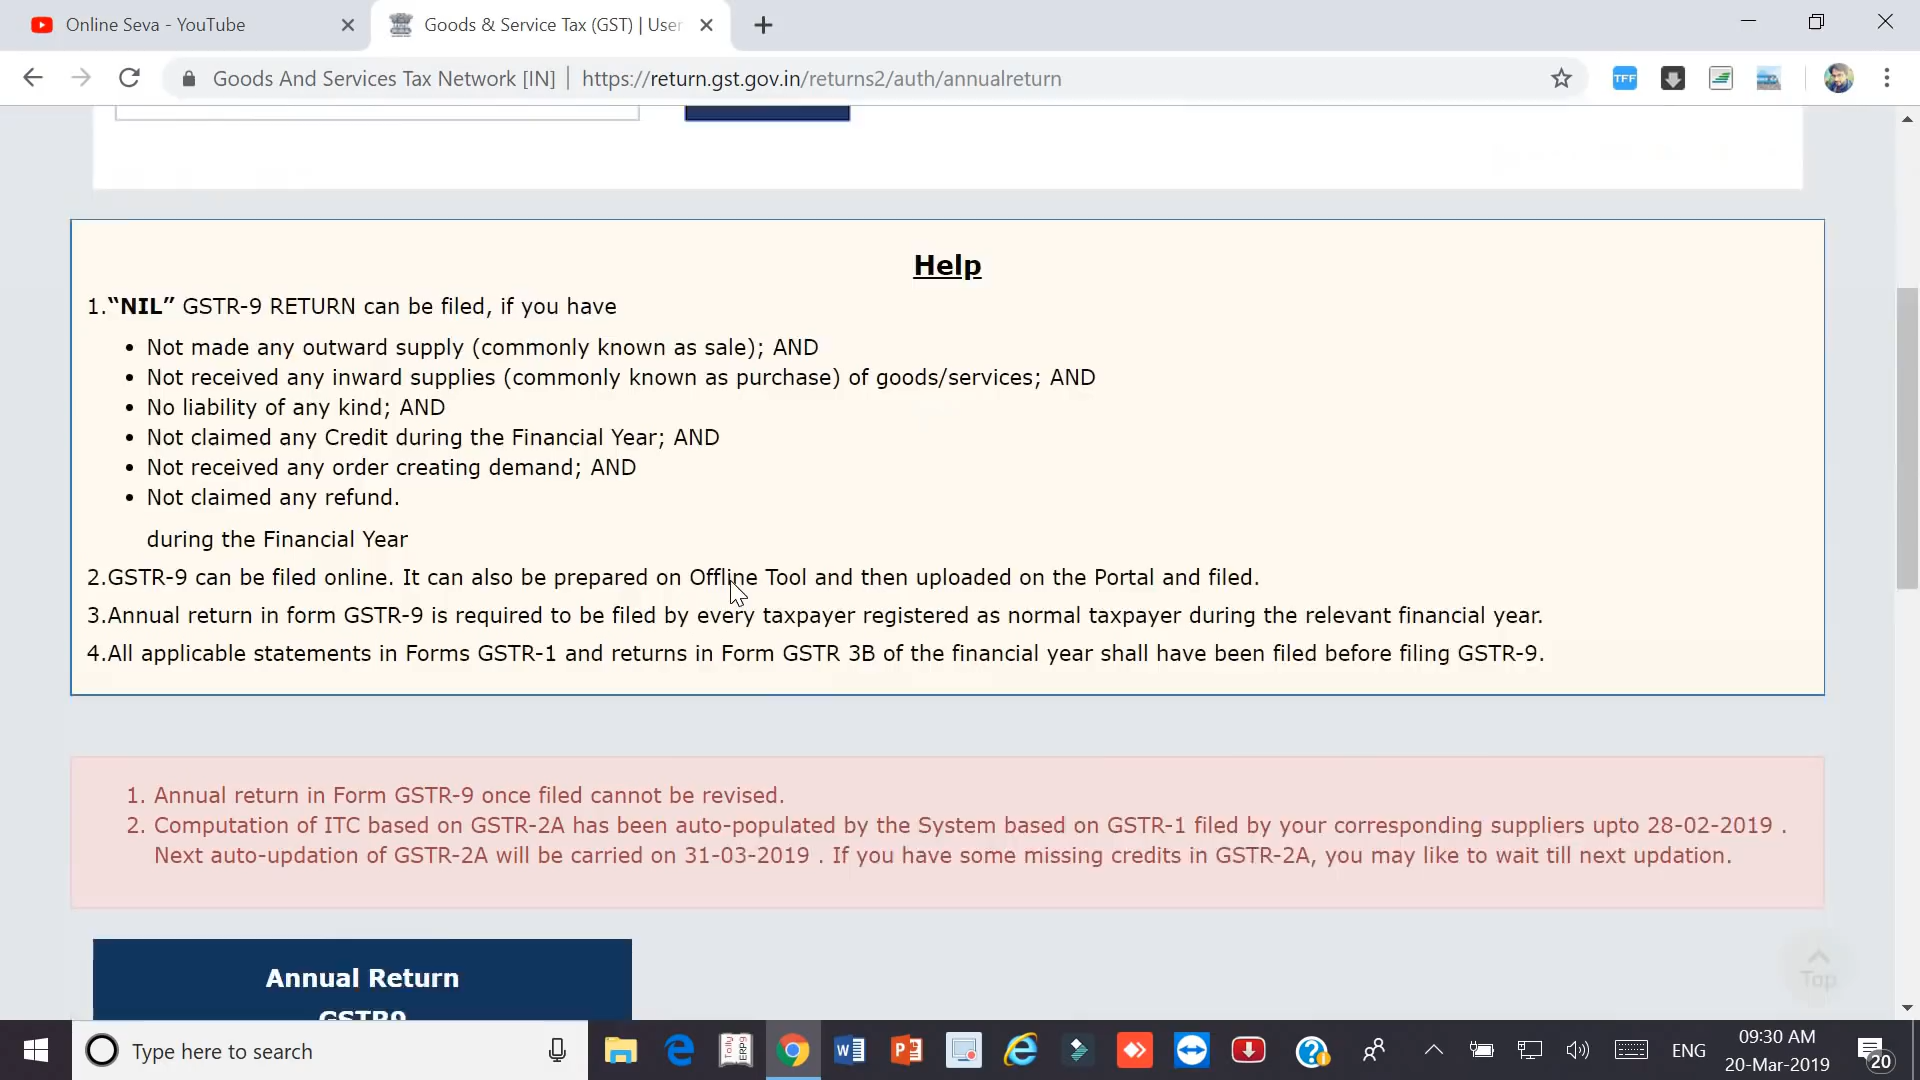 Online Seva - YouTube
Goods & Service Tax (GST) | User
Goods And Services Tax Network [IN] | https://return.gst.gov.in/returns2/auth/annualreturn
TFF
Help
1.“NIL” GSTR-9 RETURN can be filed, if you have
• Not made any outward supply (commonly known as sale); AND
• Not received any inward supplies (commonly known as purchase) of goods/services; AND
• No liability of any kind; AND
• Not claimed any Credit during the Financial Year; AND
• Not received any order creating demand; AND
• Not claimed any refund.
during the Financial Year
2.GSTR-9 can be filed online. It can also be prepared on Offline Tool and then uploaded on the Portal and filed.
3.Annual return in form GSTR-9 is required to be filed by every taxpayer registered as normal taxpayer during the relevant financial year.
4.All applicable statements in Forms GSTR-1 and returns in Form GSTR 3B of the financial year shall have been filed before filing GSTR-9.
1. Annual return in Form GSTR-9 once filed cannot be revised.
2. Computation of ITC based on GSTR-2A has been auto-populated by the System based on GSTR-1 filed by your corresponding suppliers upto 28-02-2019 .
Next auto-updation of GSTR-2A will be carried on 31-03-2019 . If you have some missing credits in GSTR-2A, you may like to wait till next updation.
Annual Return
GSTR9
Top
Type here to search
Tally
ERP9
ENG
09:30 AM
20-Mar-2019
20